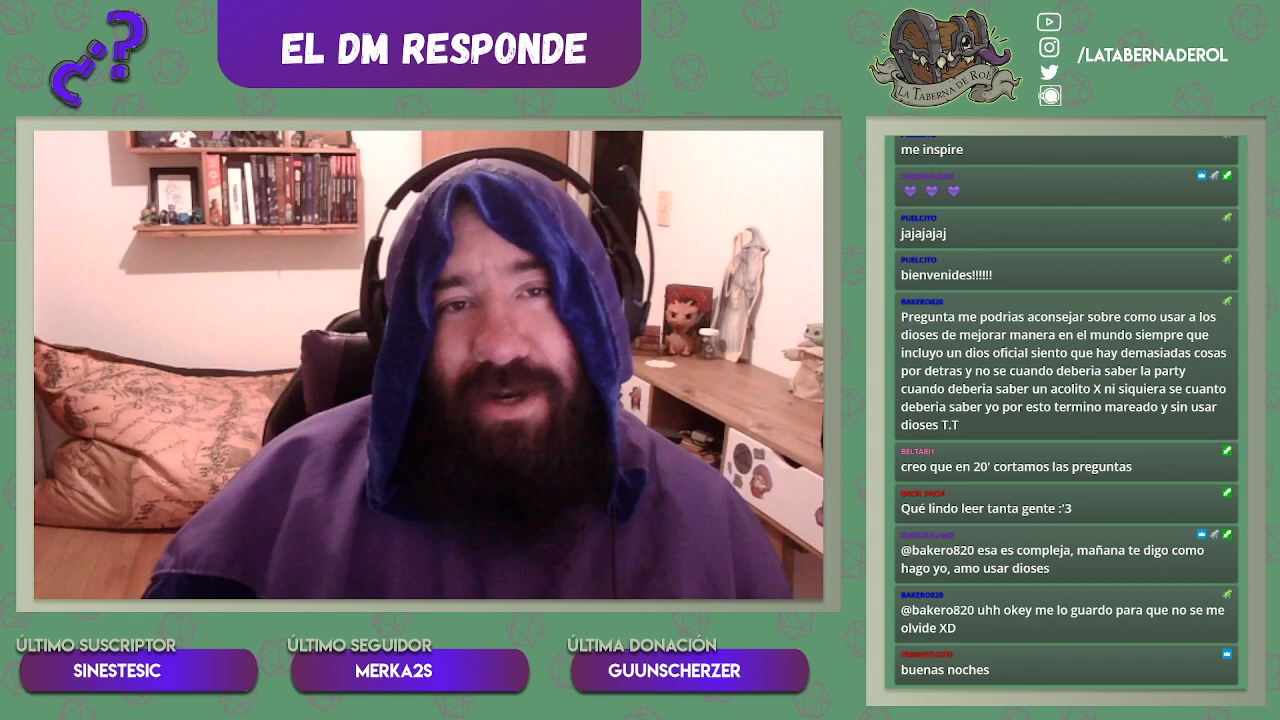 EL DM RESPONDE
LA TABERNA DE ROL
/LATABERNADEROL
me inspire
PUELCITO
jajajajaj
PUELCITO
bienvenides!!!!!!
BAKERO820
Pregunta me podrias aconsejar sobre como usar a los
dioses de mejorar manera en el mundo siempre que
incluyo un dios oficial siento que hay demasiadas cosas
por detras y no se cuando deberia saber la party
cuando deberia saber un acolito X ni siquiera se cuanto
deberia saber yo por esto termino mareado y sin usar
dioses T.T
BELTARI1
creo que en 20' cortamos las preguntas
Qué lindo leer tanta gente :'3
@bakero820 esa es compleja, mañana te digo como
hago yo, amo usar dioses
BAKERO820
@bakero820 uhh okey me lo guardo para que no se me
olvide XD
buenas noches
ÚLTIMO SUSCRIPTOR
SINESTESIC
ÚLTIMO SEGUIDOR
MERKA2S
ÚLTIMA DONACIÓN
GUUNSCHERZER